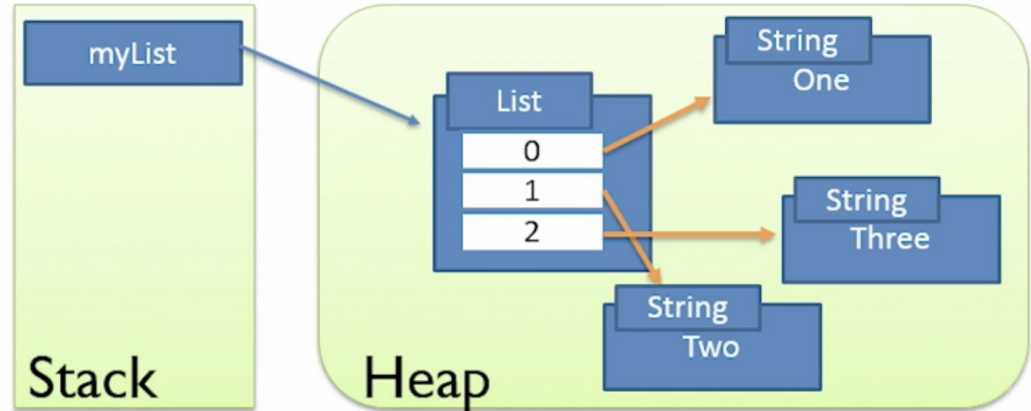 myList
List
0
1
2
String
One
String
Three
String
Two
Stack
Heap